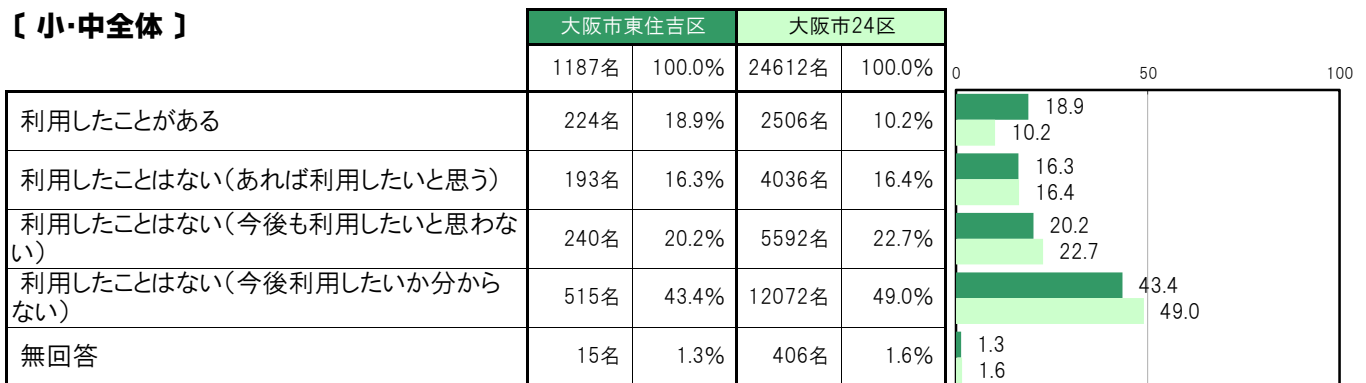 〔 小・中全体 〕
大阪市東住吉区 大阪市24区
1187名 100.0% 24612名 100.0%
0 50 100
利用したことがある 224名 18.9% 2506名 10.2%
18.9
10.2
利用したことはない(あれば利用したいと思う) 193名 16.3% 4036名 16.4%
16.3
16.4
利用したことはない(今後も利用したいと思わな
い) 240名 20.2% 5592名 22.7%
20.2
22.7
利用したことはない(今後利用したいか分から
ない) 515名 43.4% 12072名 49.0%
43.4
49.0
無回答 15名 1.3% 406名 1.6%
1.3
1.6